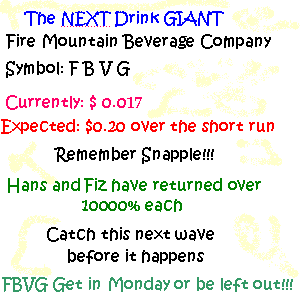 The NEXT Drink GIANT
Fire Mountain Beverage Company
Symbol: F B V G
Currently: $ 0.017
Expected: $0.20 over the short run
Remember Snapple!!!
Hans and Fiz have returned over
10000% each
Catch this next wave
before it happens
FBVG Get in Monday or be left out!!!